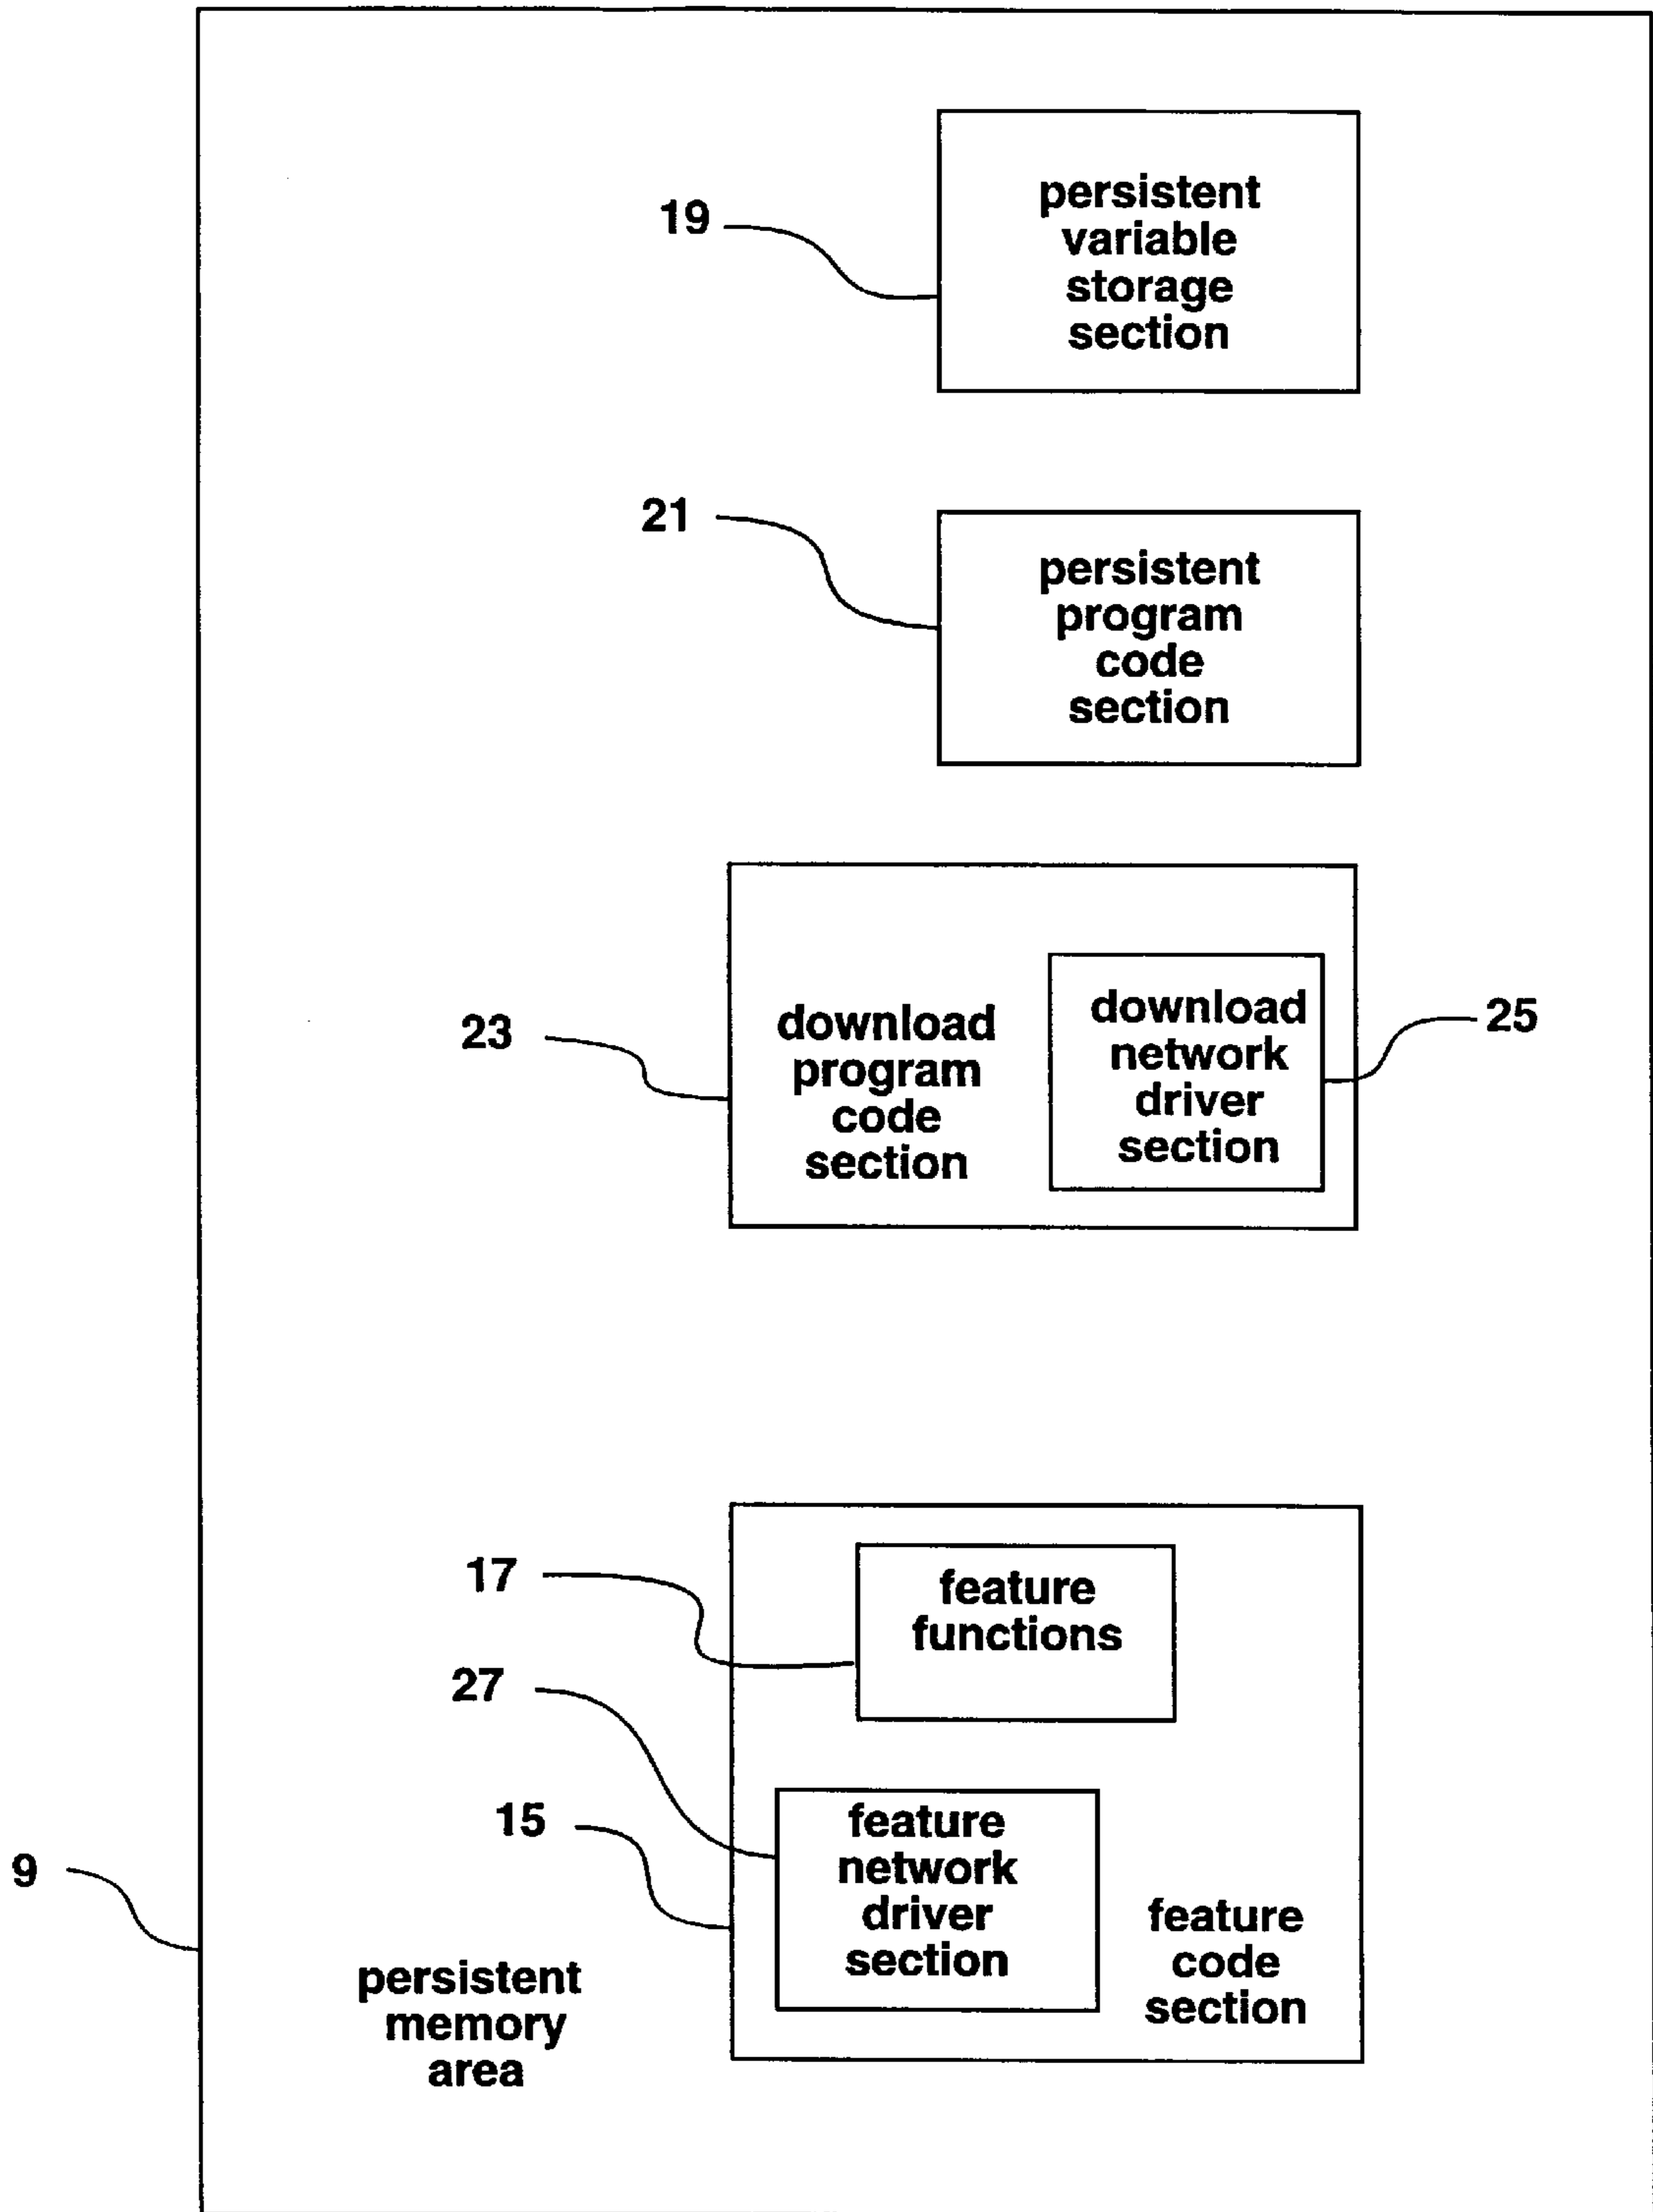 19
persistent
variable
storage
section
21
persistent
program
code
section
23
download
program
code
section
download
network
driver
section
25
17
feature
functions
27
15
feature
network
driver
section
feature
code
section
9
persistent
memory
area